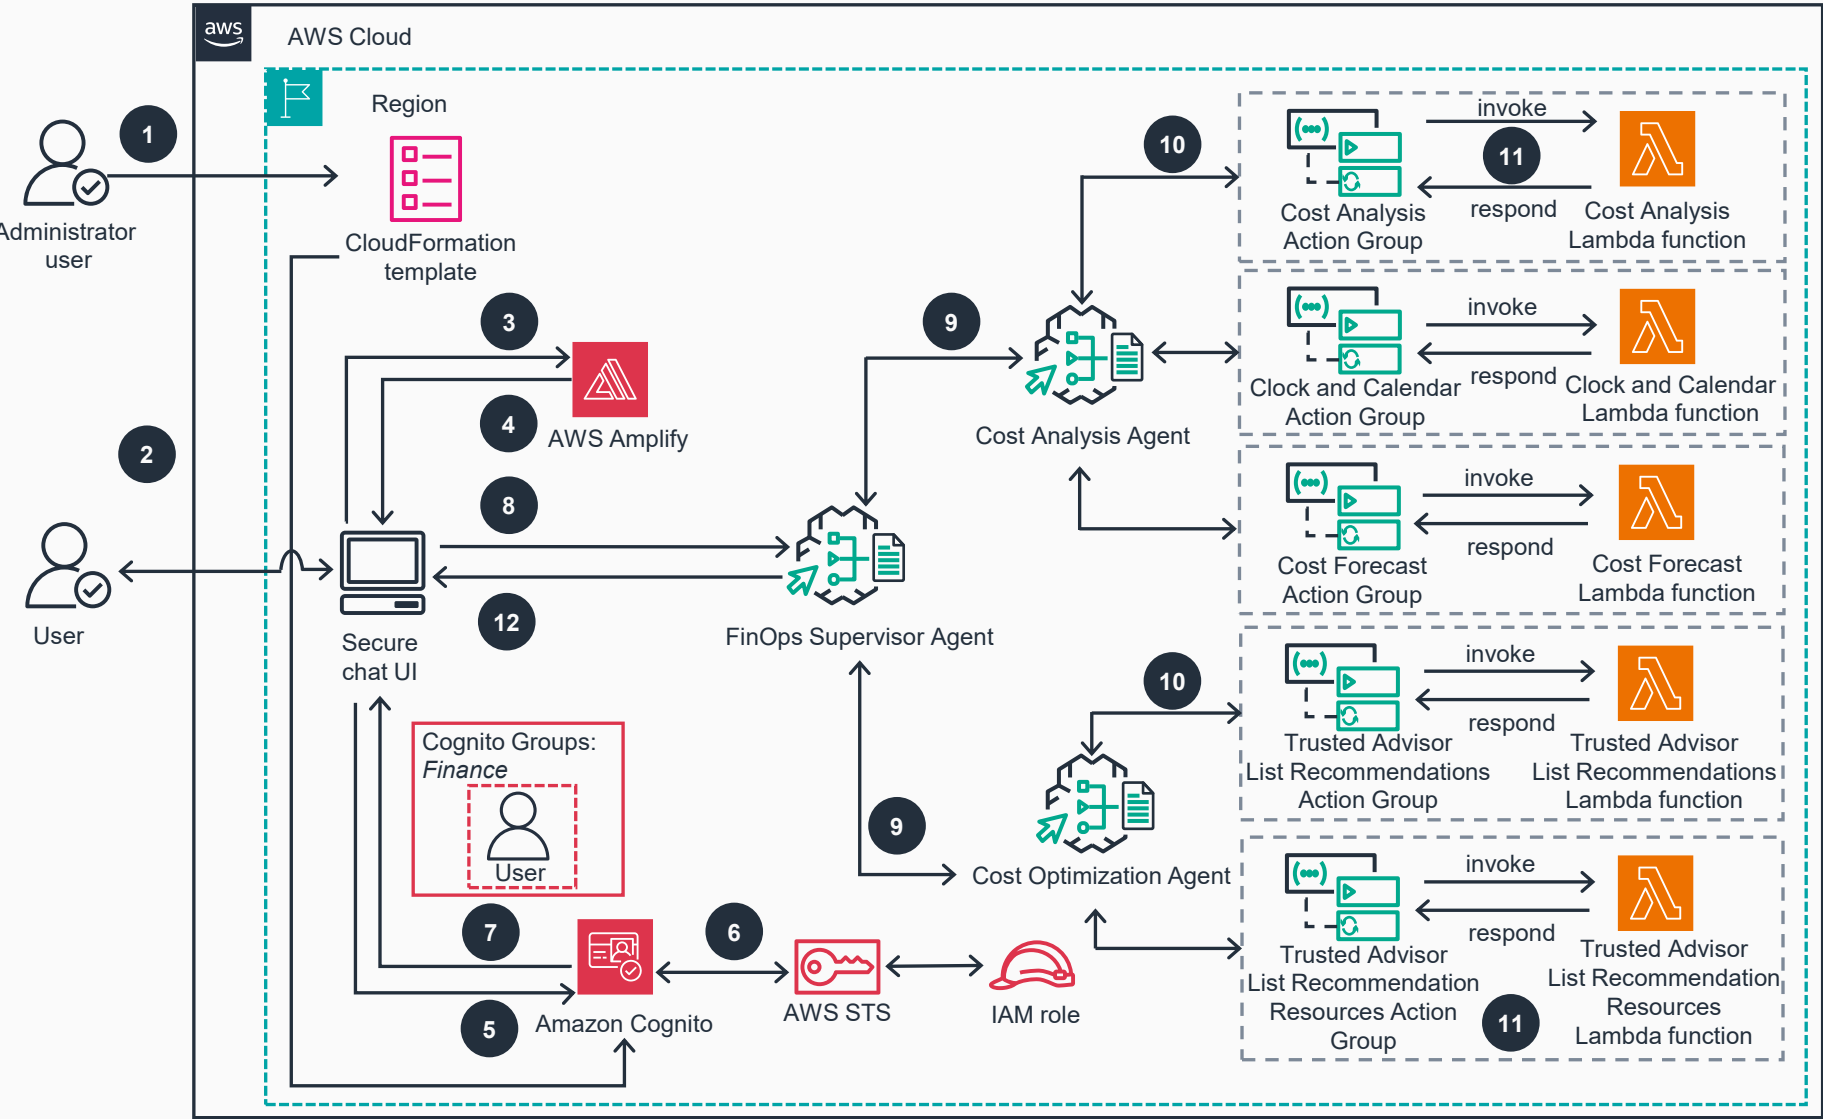 aws
AWS Cloud
Region
1
Administrator
user
CloudFormation
template
3
4
AWS Amplify
2
User
8
12
Secure
chat UI
FinOps Supervisor Agent
Cognito Groups:
Finance
User
7
5
Amazon Cognito
6
AWS STS
IAM role
9
Cost Analysis Agent
9
Cost Optimization Agent
10
invoke
11
respond
Cost Analysis
Action Group
Cost Analysis
Lambda function
invoke
respond
Clock and Calendar
Action Group
Clock and Calendar
Lambda function
invoke
respond
Cost Forecast
Action Group
Cost Forecast
Lambda function
10
invoke
respond
Trusted Advisor
List Recommendations
Action Group
Trusted Advisor
List Recommendations
Lambda function
invoke
respond
Trusted Advisor
List Recommendation
Resources Action
Group
11
Trusted Advisor
List Recommendation
Resources
Lambda function